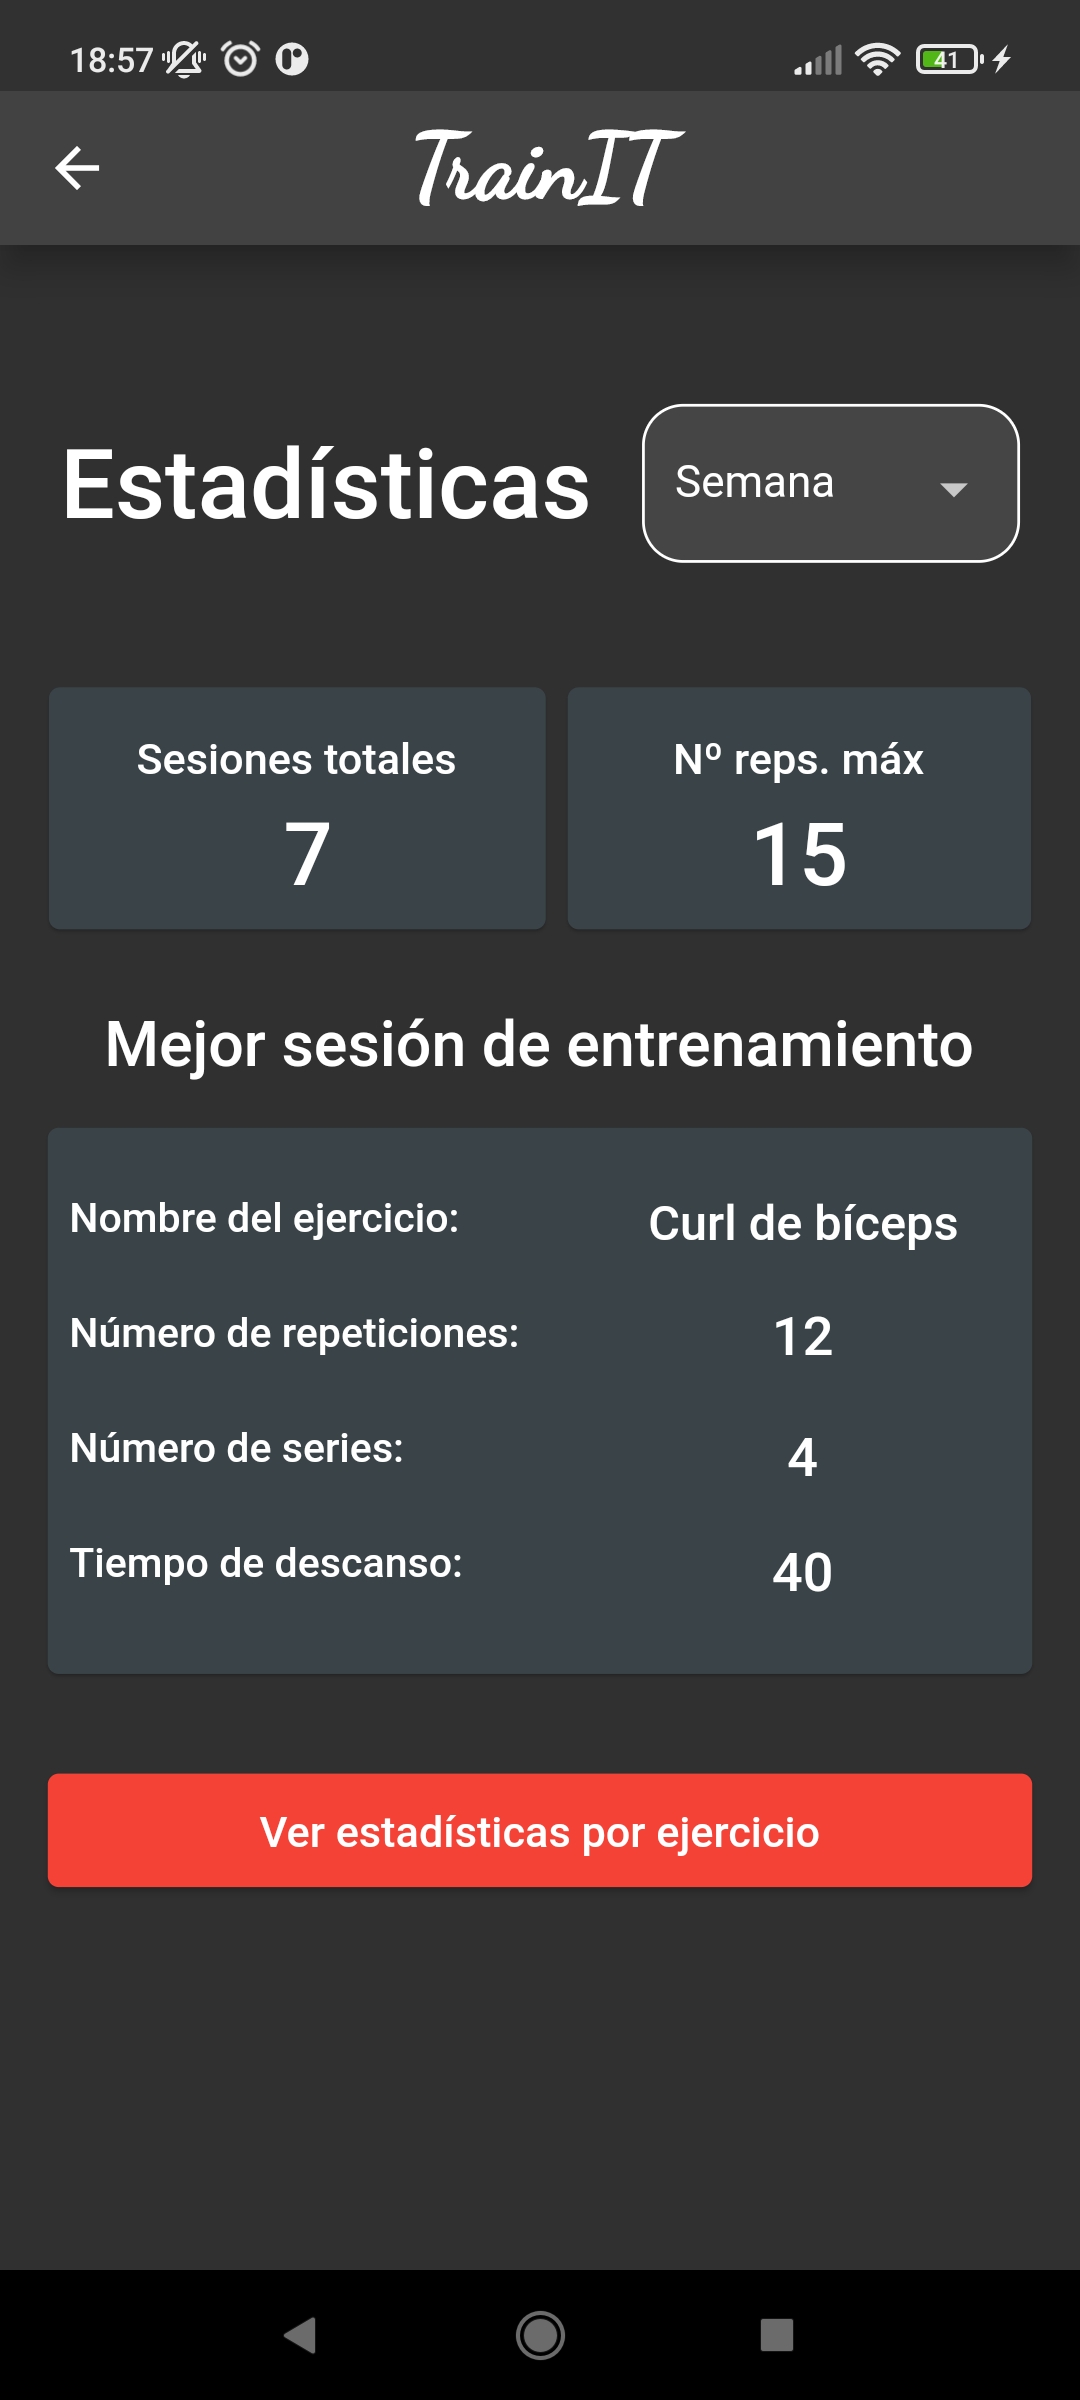 18:57
41
TrainIT
Estadísticas
Semana
Sesiones totales
7
Nº reps. máx
15
Mejor sesión de entrenamiento
Nombre del ejercicio: Curl de bíceps
Número de repeticiones: 12
Número de series: 4
Tiempo de descanso: 40
Ver estadísticas por ejercicio